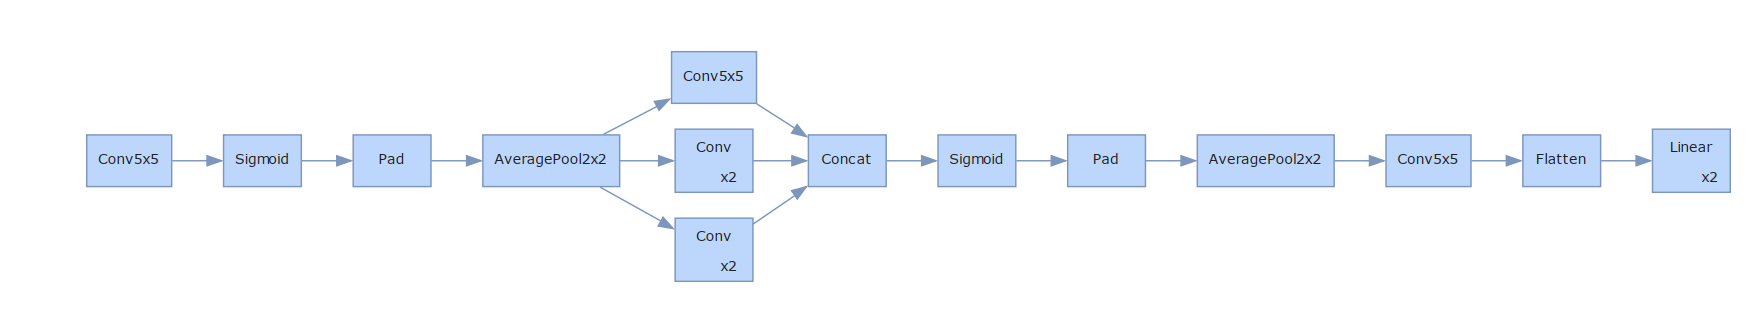 Conv5x5
Sigmoid
Pad
AveragePool2x2
Conv5x5
Conv
x2
Conv
x2
Concat
Sigmoid
Pad
AveragePool2x2
Conv5x5
Flatten
Linear
x2